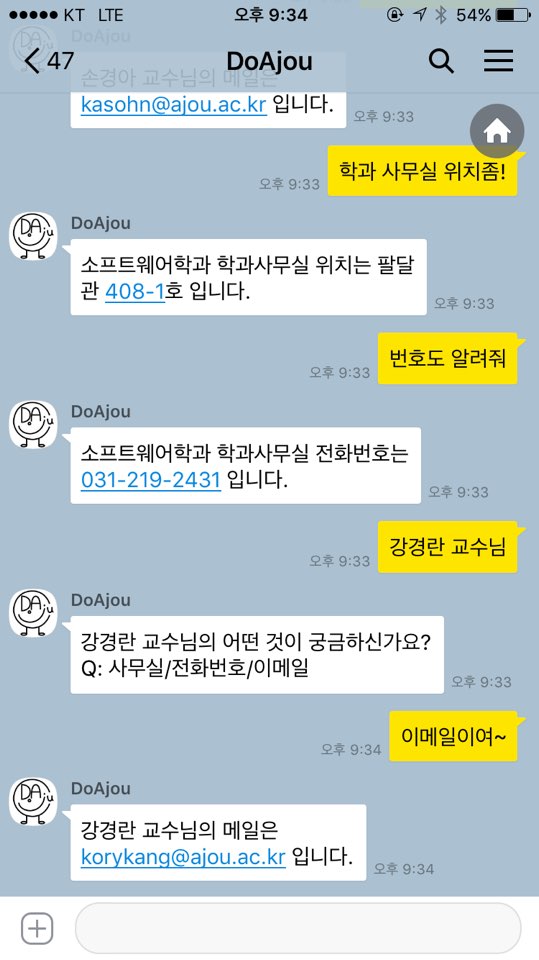 KT LTE 오후 9:34 54%
47 DoAjou
손경아 교수님의 메일은
kasohn@ajou.ac.kr 입니다.
오후 9:33
학과 사무실 위치좀!
오후 9:33
DoAjou
소프트웨어학과 학과사무실 위치는 팔달
관 408-1호 입니다.
오후 9:33
번호도 알려줘
오후 9:33
DoAjou
소프트웨어학과 학과사무실 전화번호는
031-219-2431 입니다.
오후 9:33
강경란 교수님
오후 9:33
DoAjou
강경란 교수님의 어떤 것이 궁금하신가요?
Q: 사무실/전화번호/이메일
오후 9:33
이메일이여~
오후 9:34
DoAjou
강경란 교수님의 메일은
korykang@ajou.ac.kr 입니다.
오후 9:34